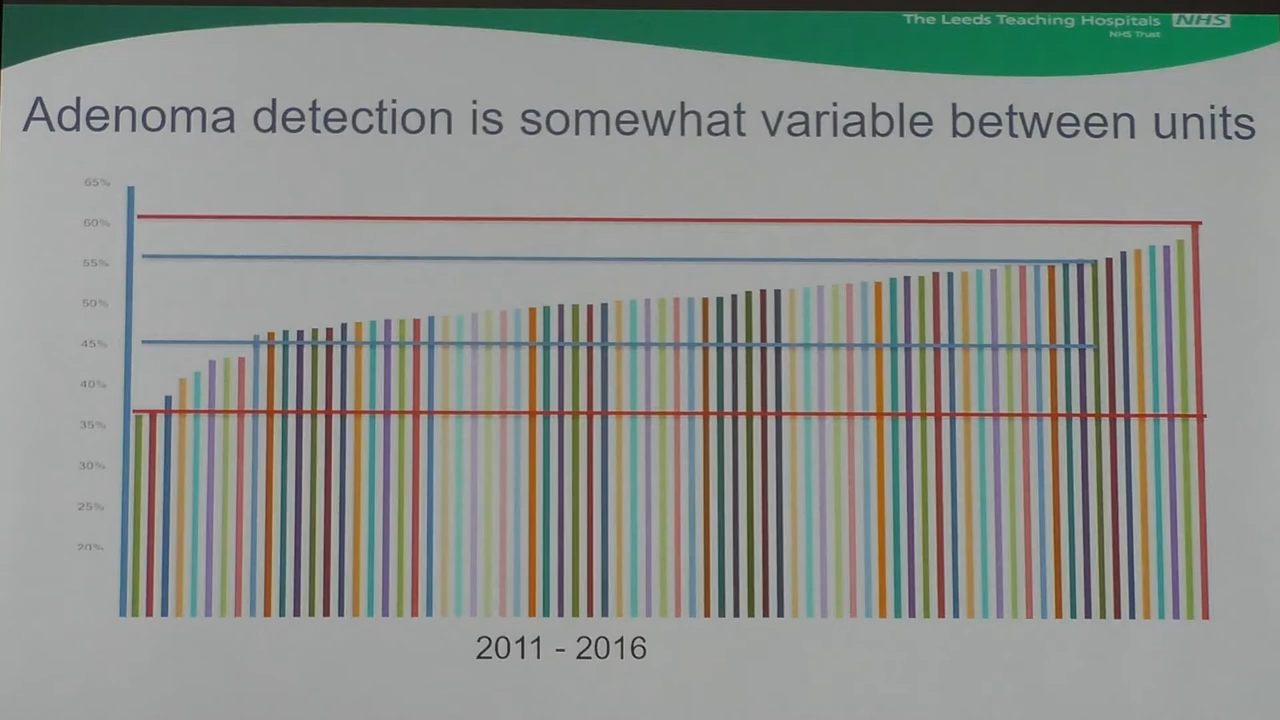 The Leeds Teaching Hospitals NHS
NHS Trust
Adenoma detection is somewhat variable between units
65%
60%
55%
50%
45%
40%
35%
30%
25%
20%
2011 - 2016